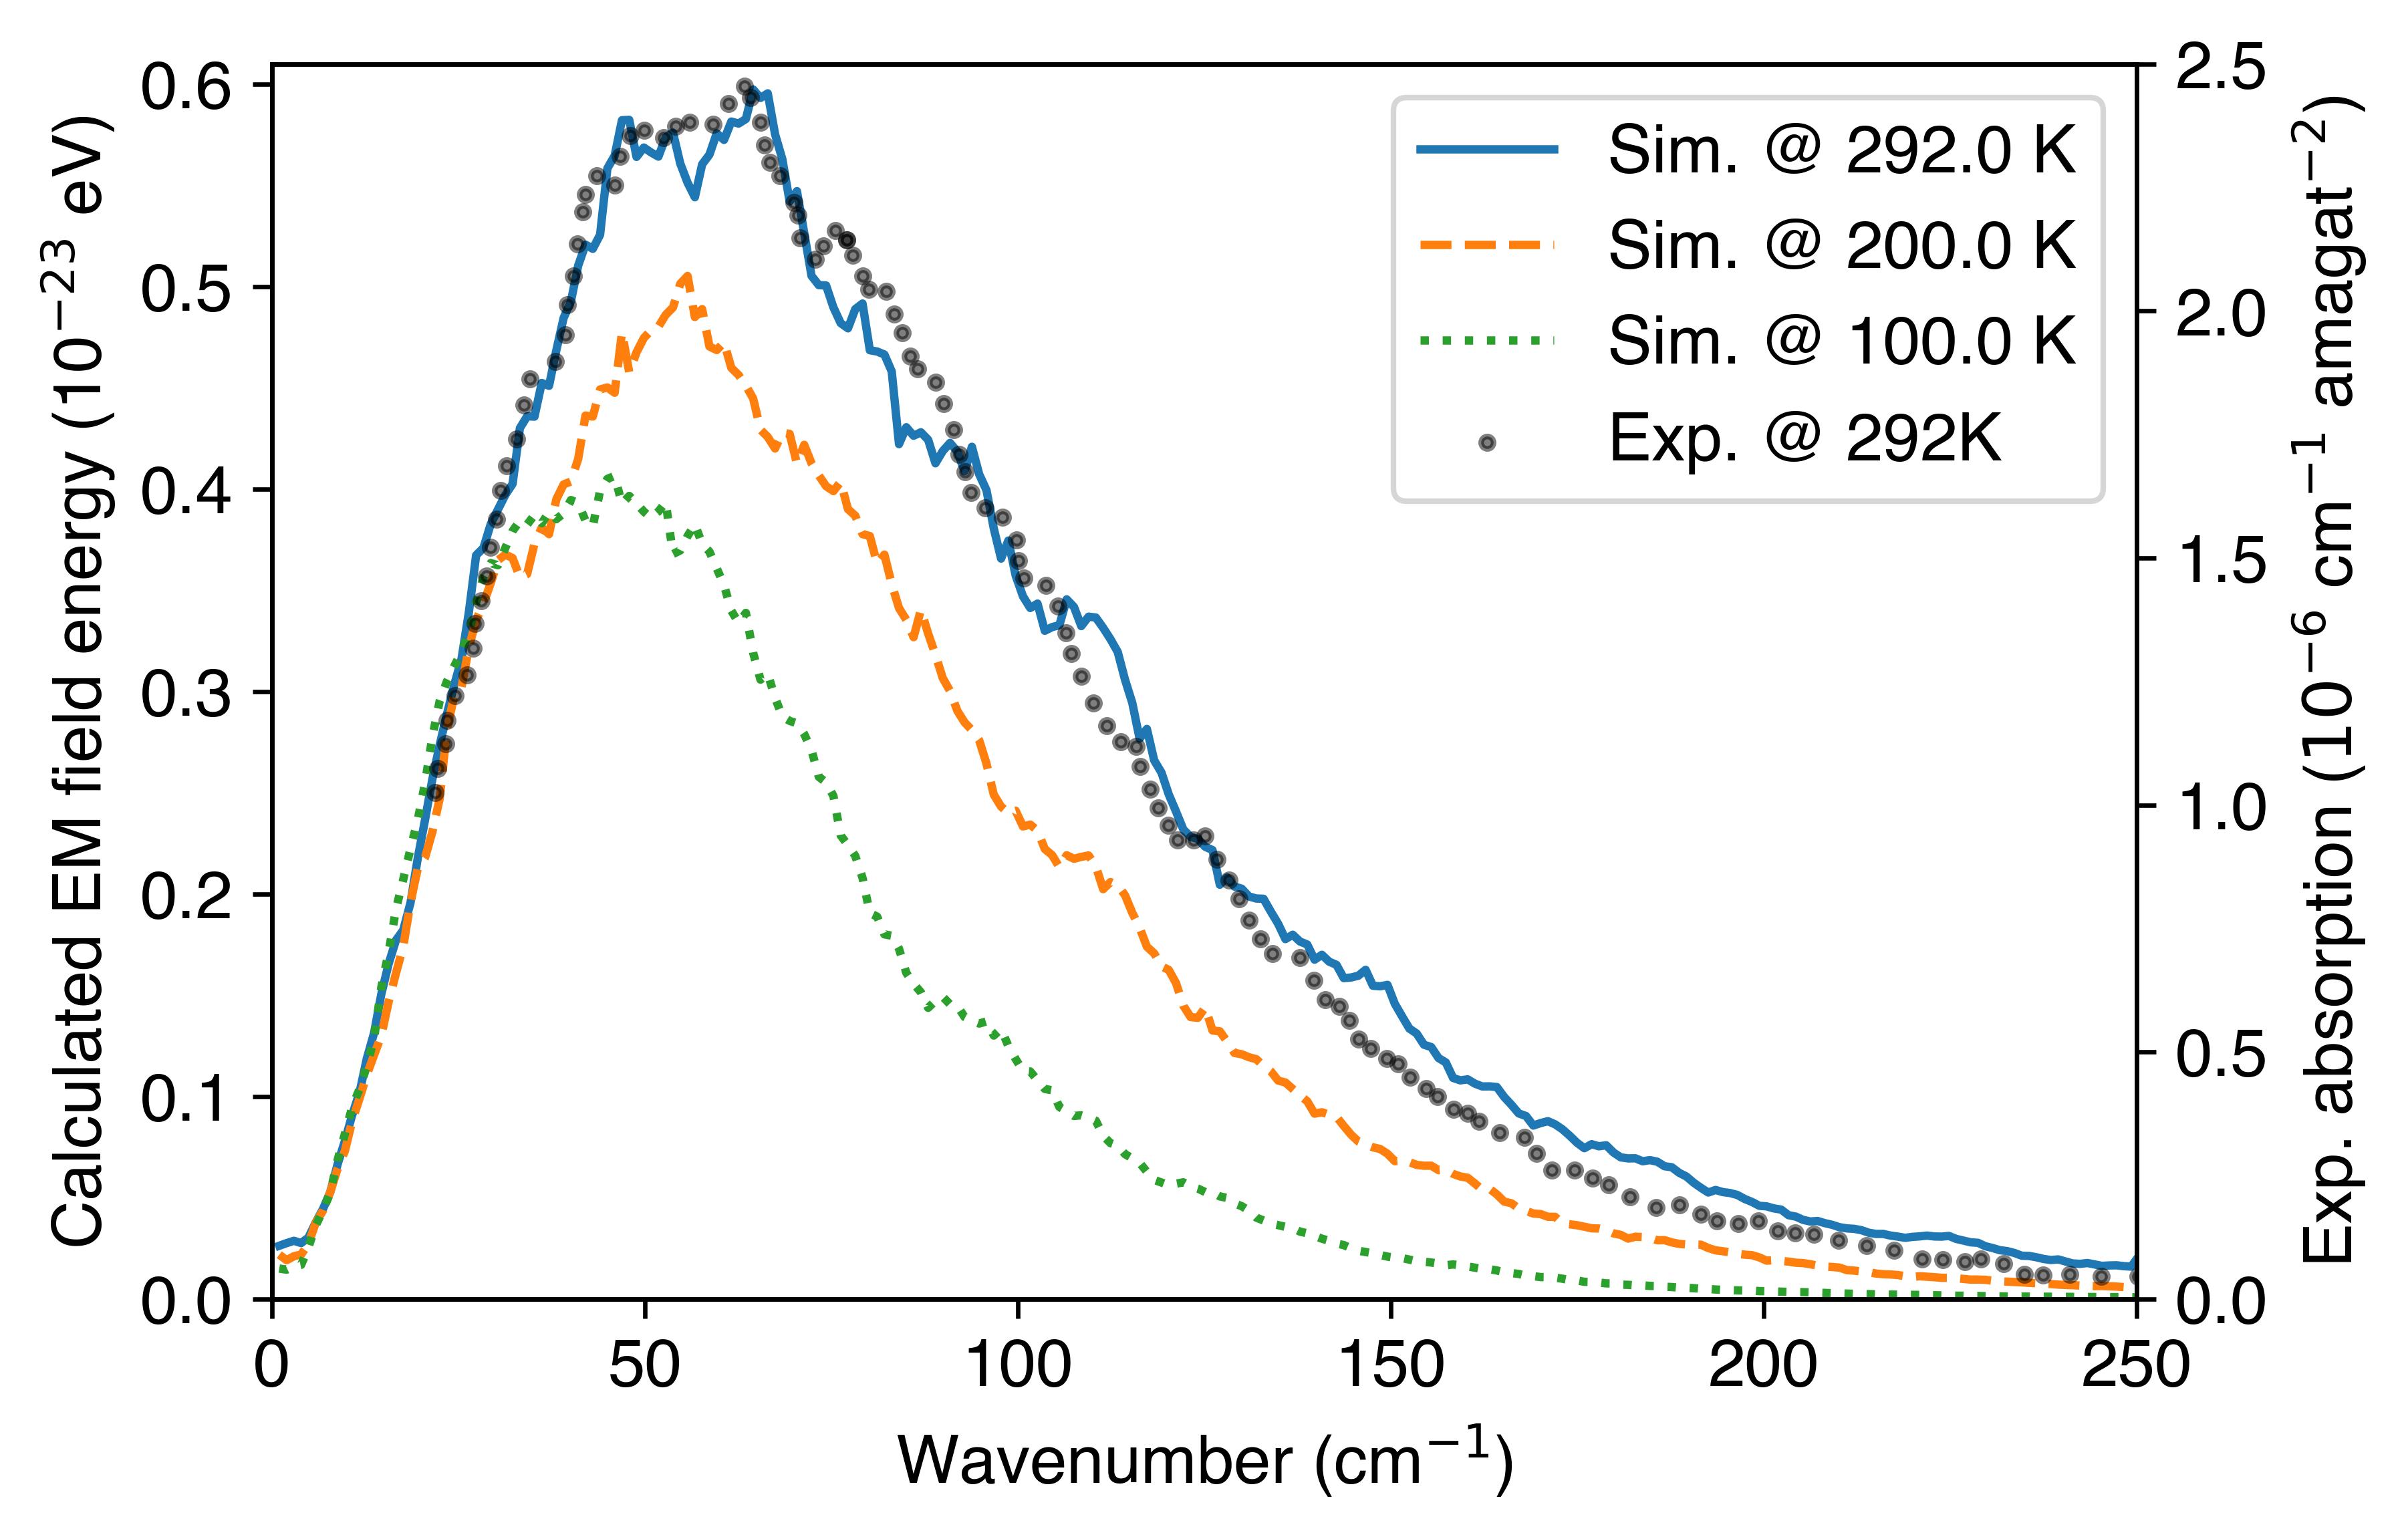 Calculated EM field energy (10⁻²³ eV)
0.6
0.5
0.4
0.3
0.2
0.1
0.0
Sim. @ 292.0 K
Sim. @ 200.0 K
Sim. @ 100.0 K
Exp. @ 292K
2.5
2.0
1.5
1.0
0.5
0.0
Exp. absorption (10⁻⁶ cm⁻¹ amagat⁻²)
0 50 100 150 200 250
Wavenumber (cm⁻¹)